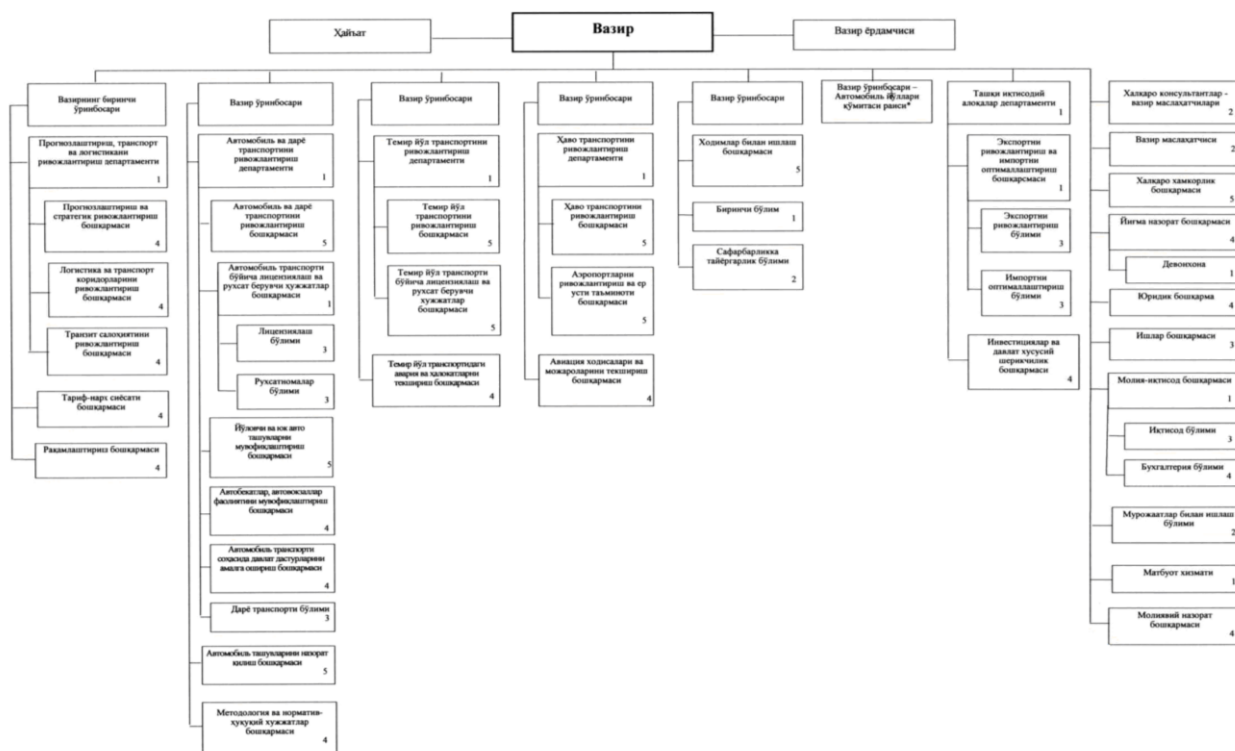 Ҳайъат
Вазир
Вазир ёрдамчиси
Вазирнинг биринчи
ўринбосари
Прогнозлаштириш, транспорт
ва логистикани
ривожлантириш департаменти
1
Прогнозлаштириш ва
стратегик ривожлантириш
бошқармаси
4
Логистика ва транспорт
коридорларини
ривожлантириш
бошқармаси
4
Транзит салоҳиятини
ривожлантириш
бошқармаси
4
Тариф-нарх сиёсати
бошқармаси
4
Рақамлаштириш бошқармаси
4
Вазир ўринбосари
Автомобиль ва дарё
транспортини
ривожлантириш
департаменти
1
Автомобиль ва дарё
транспортини
ривожлантириш
бошқармаси
5
Автомобиль транспорти
бўйича лицензиялаш ва
рухсат берувчи ҳужжатлар
бошқармаси
1
Лицензиялаш
бўлими
3
Рухсатномалар
бўлими
3
Йўловчи ва юк авто
ташувларни
мувофиқлаштириш
бошқармаси
5
Автобекатлар, автовокзаллар
фаолиятини мувофиқлаштириш
бошқармаси
4
Автомобиль транспорти
соҳасида давлат дастурларини
амалга ошириш бошқармаси
4
Дарё транспорти бўлими
3
Автомобиль ташувларини назорат
қилиш бошқармаси
5
Методология ва норматив-
ҳуқуқий ҳужжатлар
бошқармаси
4
Вазир ўринбосари
Темир йўл транспортини
ривожлантириш
департаменти
1
Темир йўл
транспортини
ривожлантириш
бошқармаси
5
Темир йўл транспорти
бўйича лицензиялаш ва
рухсат берувчи
ҳужжатлар
бошқармаси
5
Темир йўл транспортидаги
авария ва ҳалокатларни
текшириш бошқармаси
4
Вазир ўринбосари
Ҳаво транспортини
ривожлантириш
департаменти
1
Ҳаво транспортини
ривожлантириш
бошқармаси
5
Аэропортларни
ривожлантириш ва ер
усти таъминоти
бошқармаси
5
Авиация ходисалари ва
можароларини текшириш
бошқармаси
4
Вазир ўринбосари
Ходимлар билан ишлаш
бошқармаси
5
Биринчи бўлим
1
Сафарбарликка
тайёргарлик бўлими
2
Вазир ўринбосари –
Автомобиль йўллари
қўмитаси раиси*
Ташқи иқтисодий
алоқалар департаменти
1
Экспортни
ривожлантириш ва
импортни
оптималлаштириш
бошқарсмаси
1
Экспортни
ривожлантириш
бўлими
3
Импортни
оптималлаштириш
бўлими
3
Инвестициялар ва
давлат хусусий
шерикчилик
бошқармаси
4
Халқаро консультантлар -
вазир маслаҳатчилари
2
Вазир маслаҳатчиси
2
Халқаро хамкорлик
бошқармаси
5
Йиғма назорат бошқармаси
4
Девонхона
1
Юридик бошқарма
4
Ишлар бошқармаси
3
Молия-иқтисод бошқармаси
1
Иқтисод бўлими
3
Бухгалтерия бўлими
4
Мурожаатлар билан ишлаш
бўлими
2
Матбуот хизмати
1
Молиявий назорат
бошқармаси
4